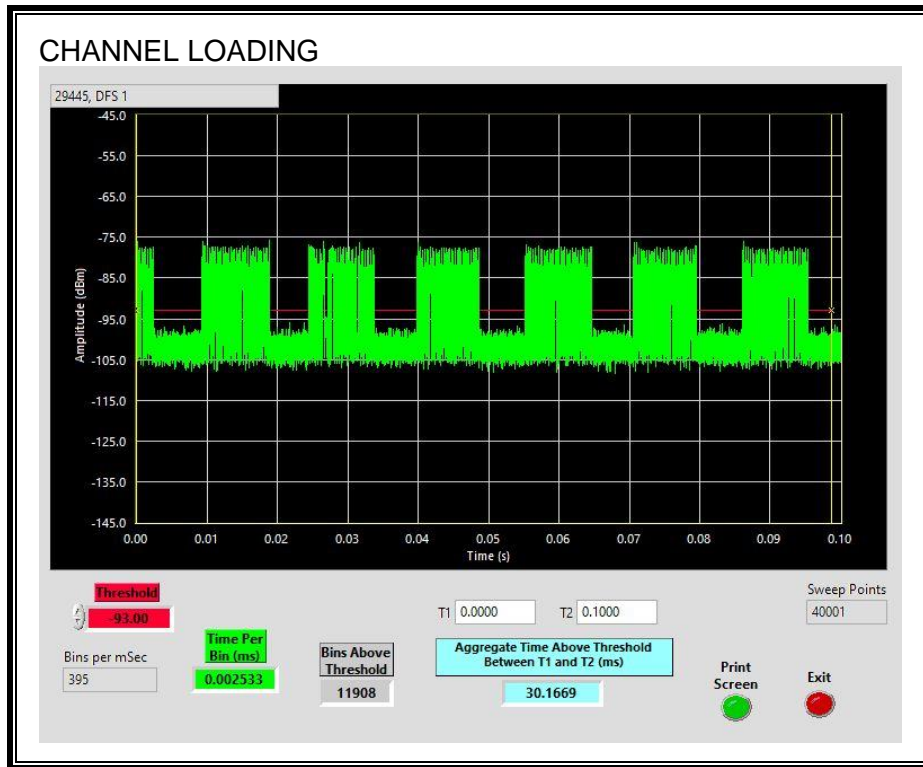 CHANNEL LOADING
29445, DFS 1
-45.0
-55.0
-65.0
-75.0
-85.0
-95.0
-105.0
-115.0
-125.0
-135.0
-145.0
Amplitude (dBm)
0.00 0.01 0.02 0.03 0.04 0.05 0.06 0.07 0.08 0.09 0.10
Time (s)
Threshold
-93.00
Bins per mSec
395
Time Per
Bin (ms)
0.002533
Bins Above
Threshold
11908
T1 0.0000 T2 0.1000
Aggregate Time Above Threshold
Between T1 and T2 (ms)
30.1669
Sweep Points
40001
Print
Screen
Exit